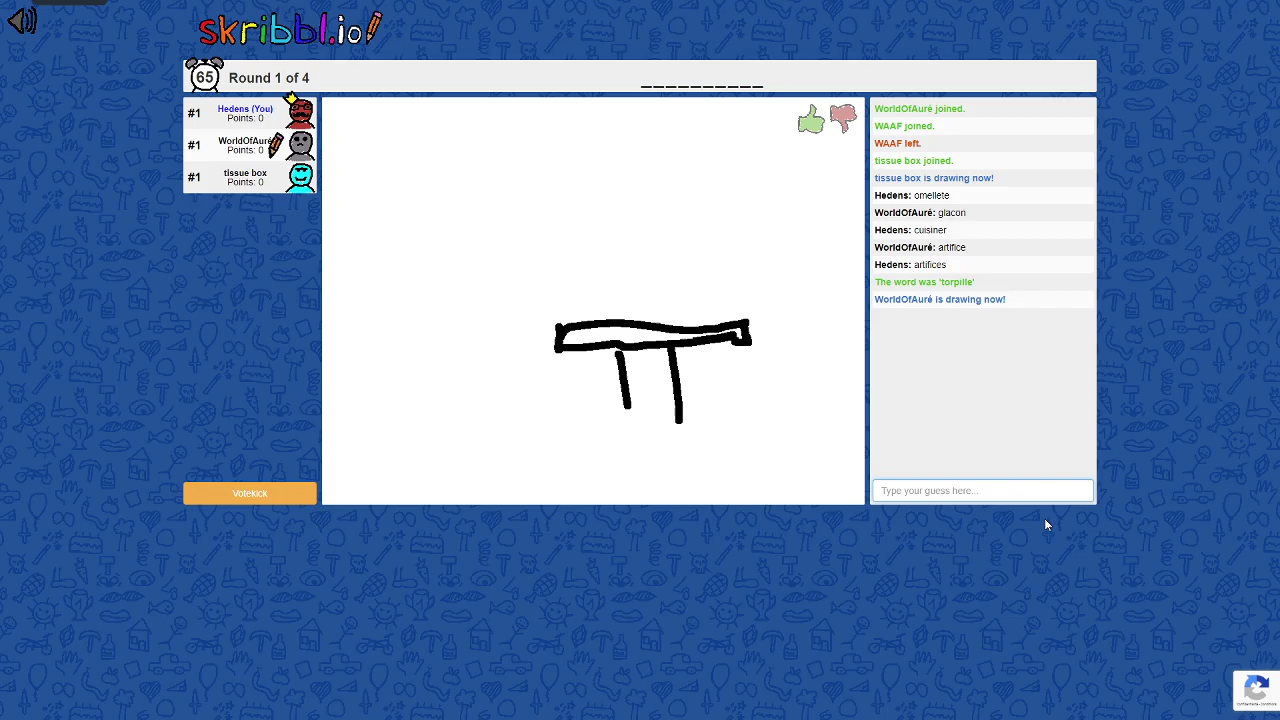 skribbl.io
65
Round 1 of 4
__________
#1
Hedens (You)
Points: 0
#1
WorldOfAuré
Points: 0
#1
tissue box
Points: 0
Votekick
WorldOfAuré joined.
WAAF joined.
WAAF left.
tissue box joined.
tissue box is drawing now!
Hedens: omellete
WorldOfAuré: glacon
Hedens: cuisiner
WorldOfAuré: artifice
Hedens: artifices
The word was 'torpille'
WorldOfAuré is drawing now!
Type your guess here...